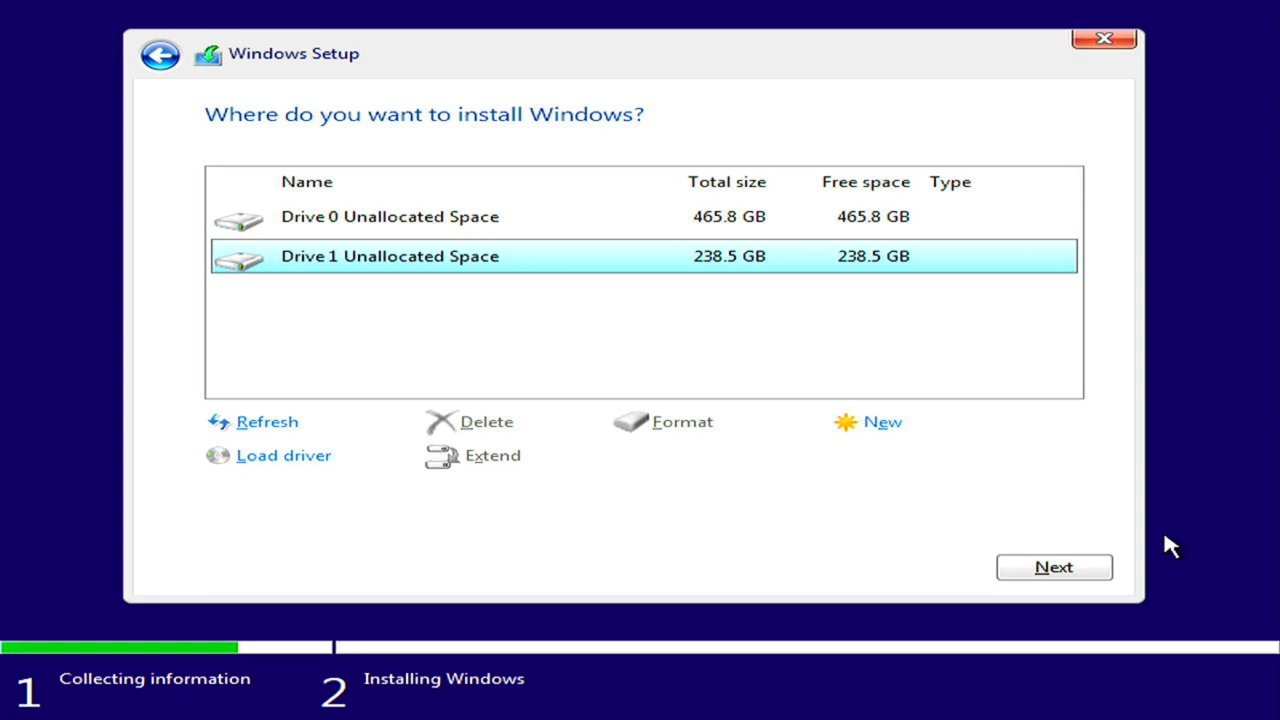 Windows Setup
Where do you want to install Windows?
Name Total size Free space Type
Drive 0 Unallocated Space 465.8 GB 465.8 GB
Drive 1 Unallocated Space 238.5 GB 238.5 GB
Refresh Delete Format New
Load driver Extend
Next
1 Collecting information 2 Installing Windows